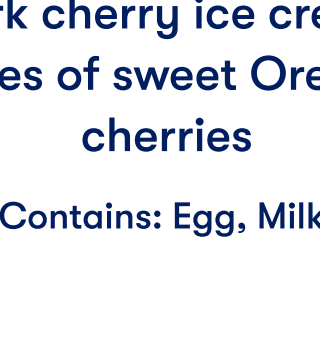 rk cherry ice cre
es of sweet Ore
cherries
Contains: Egg, Milk